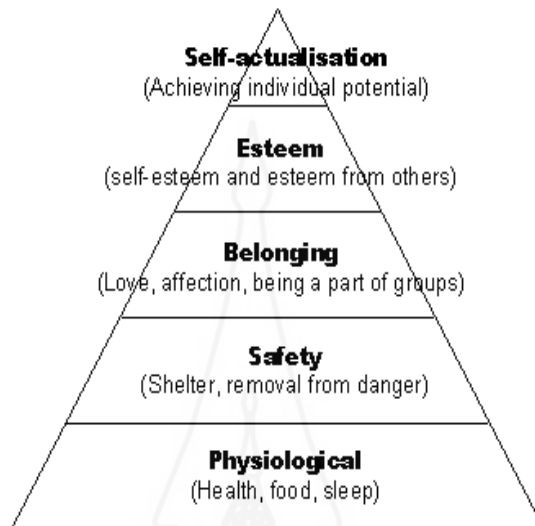 Self-actualisation
(Achieving individual potential)
Esteem
(self-esteem and esteem from others)
Belonging
(Love, affection, being a part of groups)
Safety
(Shelter, removal from danger)
Physiological
(Health, food, sleep)